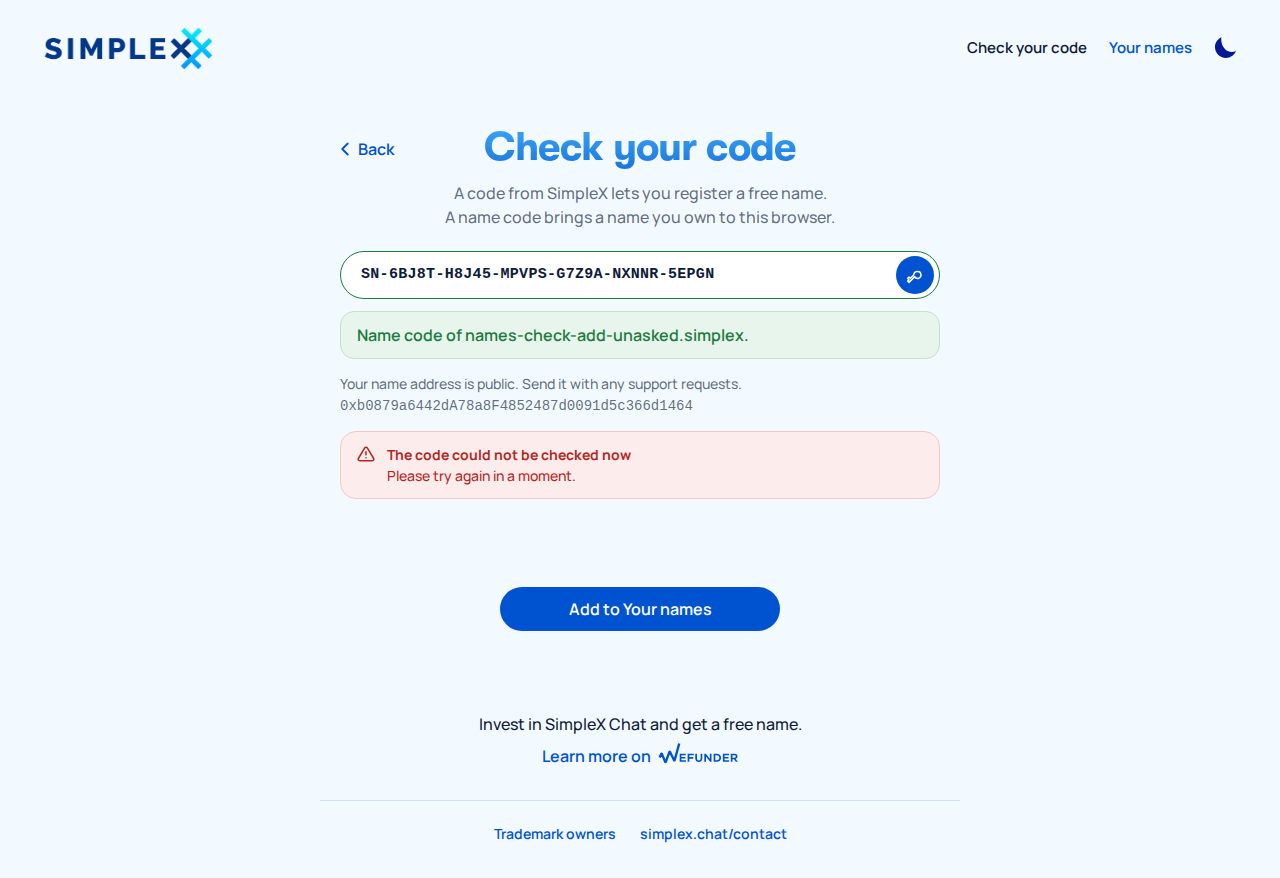 SIMPLEX
Check your code
Your names
Back
Check your code
A code from SimpleX lets you register a free name.
A name code brings a name you own to this browser.
SN-6BJ8T-H8J45-MPVPS-G7Z9A-NXNNR-5EPGN
Name code of names-check-add-unasked.simplex.
Your name address is public. Send it with any support requests.
0xb0879a6442dA78a8F4852487d0091d5c366d1464
The code could not be checked now
Please try again in a moment.
Add to Your names
Invest in SimpleX Chat and get a free name.
Learn more on WEFUNDER
Trademark owners
simplex.chat/contact